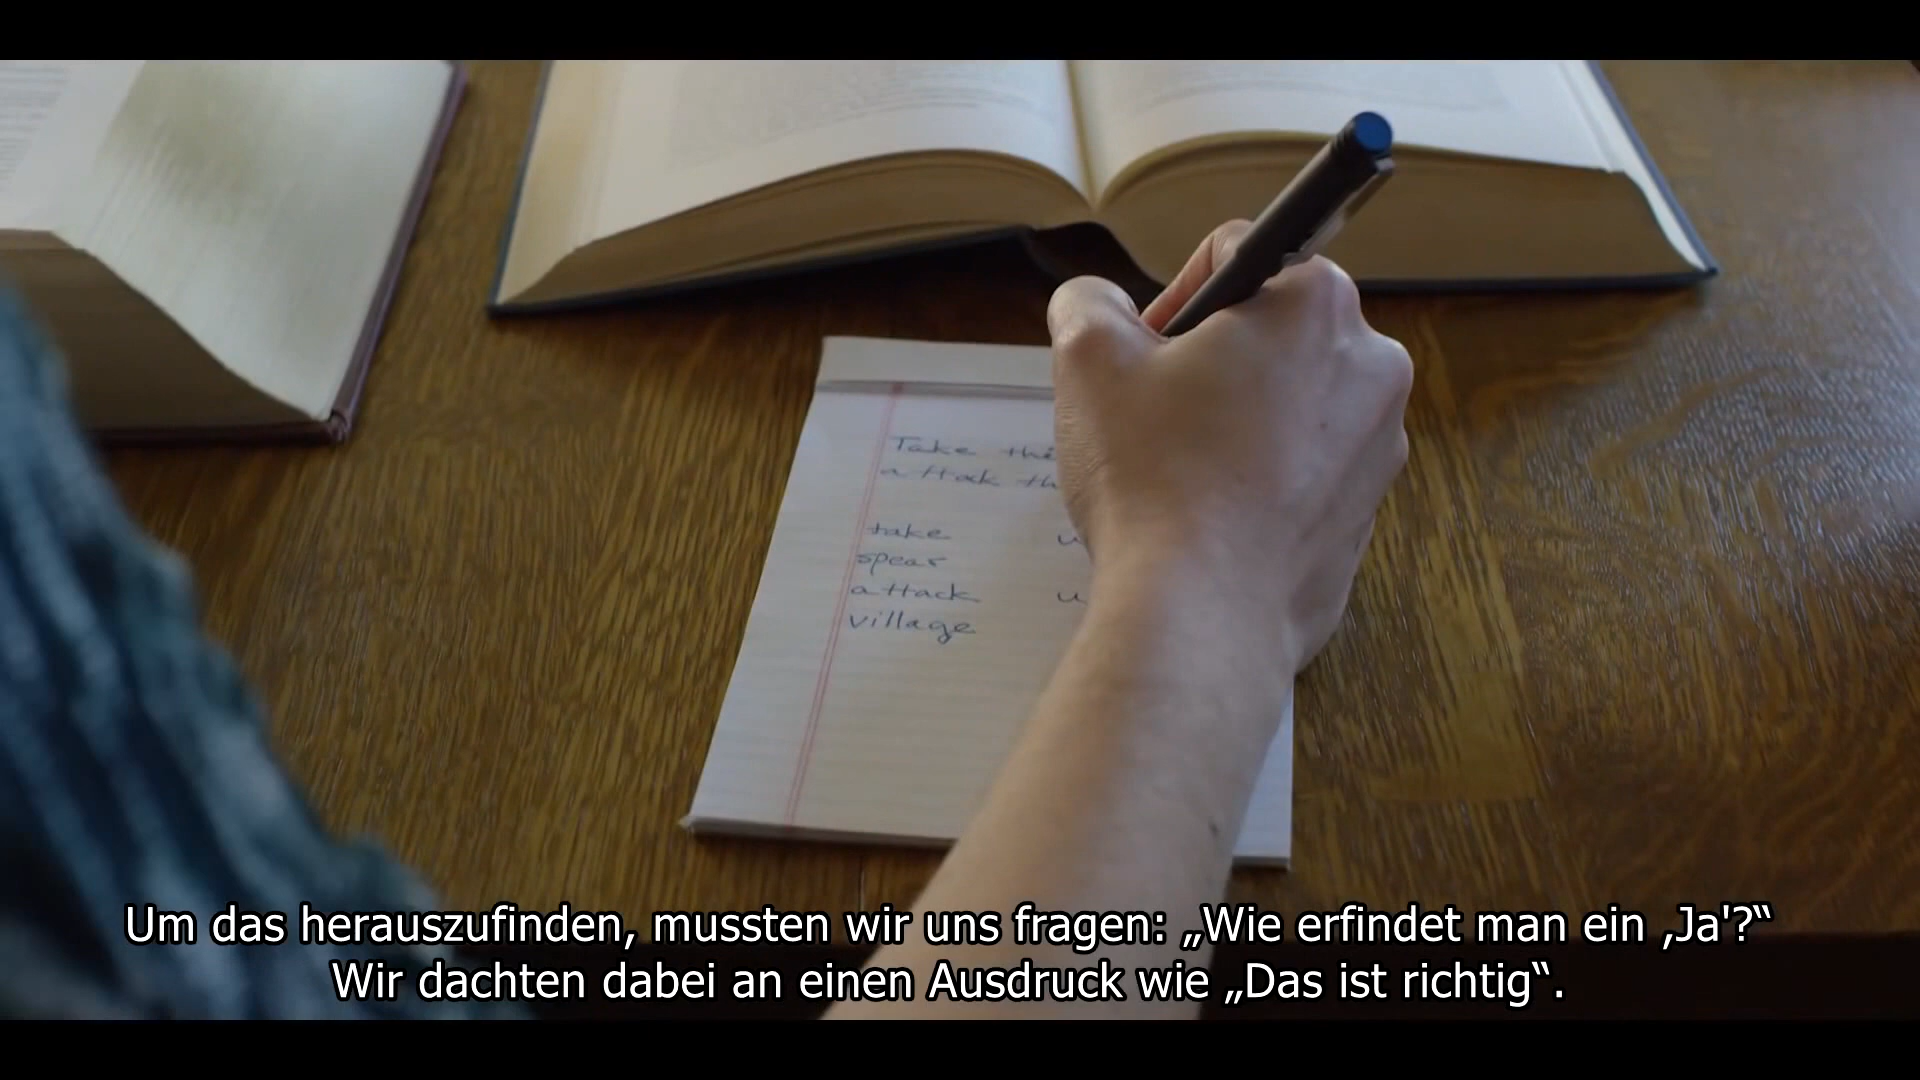 Take
attack
take
spear
attack
village
Um das herauszufinden, mussten wir uns fragen: „Wie erfindet man ein ‚Ja'?“
Wir dachten dabei an einen Ausdruck wie „Das ist richtig“.